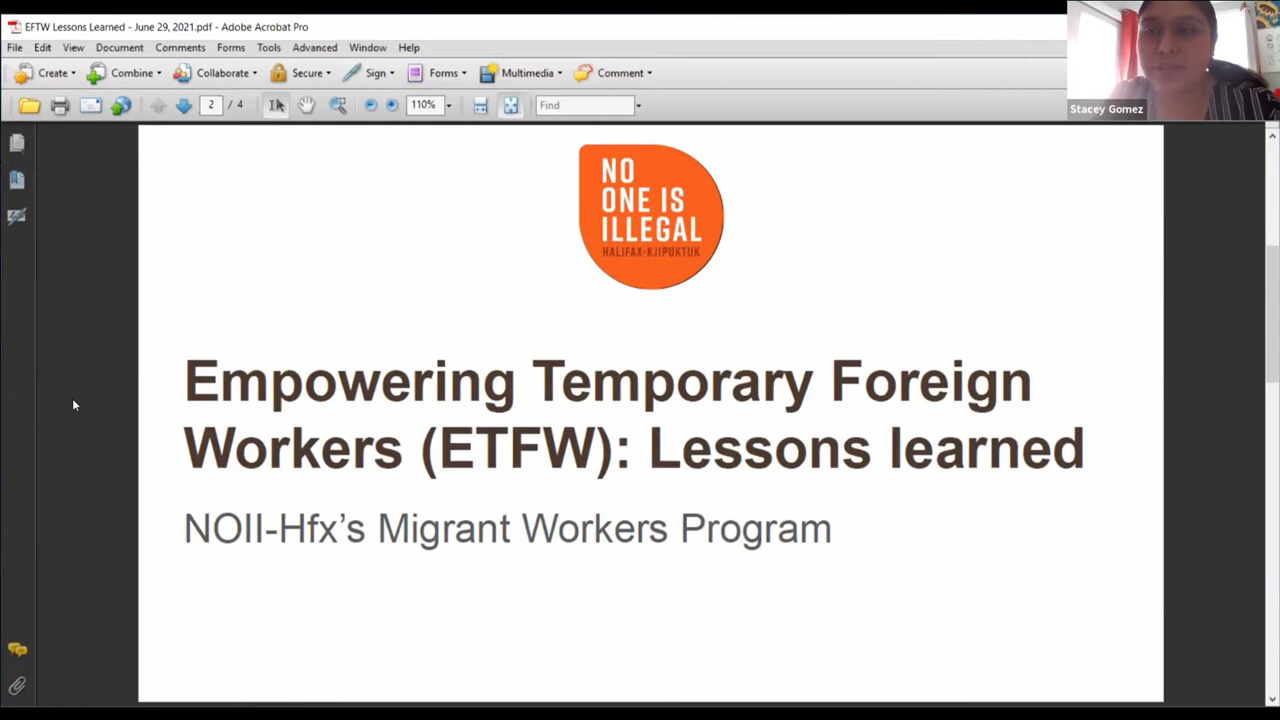 EFTW Lessons Learned - June 29, 2021.pdf - Adobe Acrobat Pro
File Edit View Document Comments Forms Tools Advanced Window Help
Create Combine Collaborate Secure Sign Forms Multimedia Comment
2 / 4 110% Find
Stacey Gomez
NO
ONE IS
ILLEGAL
HALIFAX-KJIPUKTUK
Empowering Temporary Foreign
Workers (ETFW): Lessons learned
NOII-Hfx's Migrant Workers Program